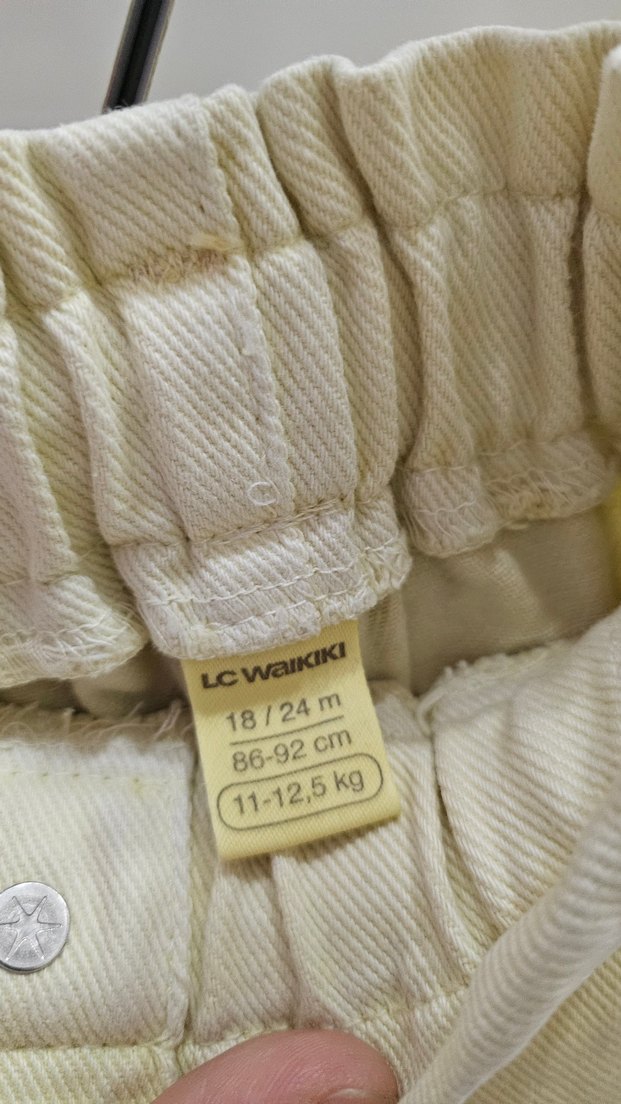 LC WAIKIKI
18 / 24 m
86-92 cm
11-12,5 kg